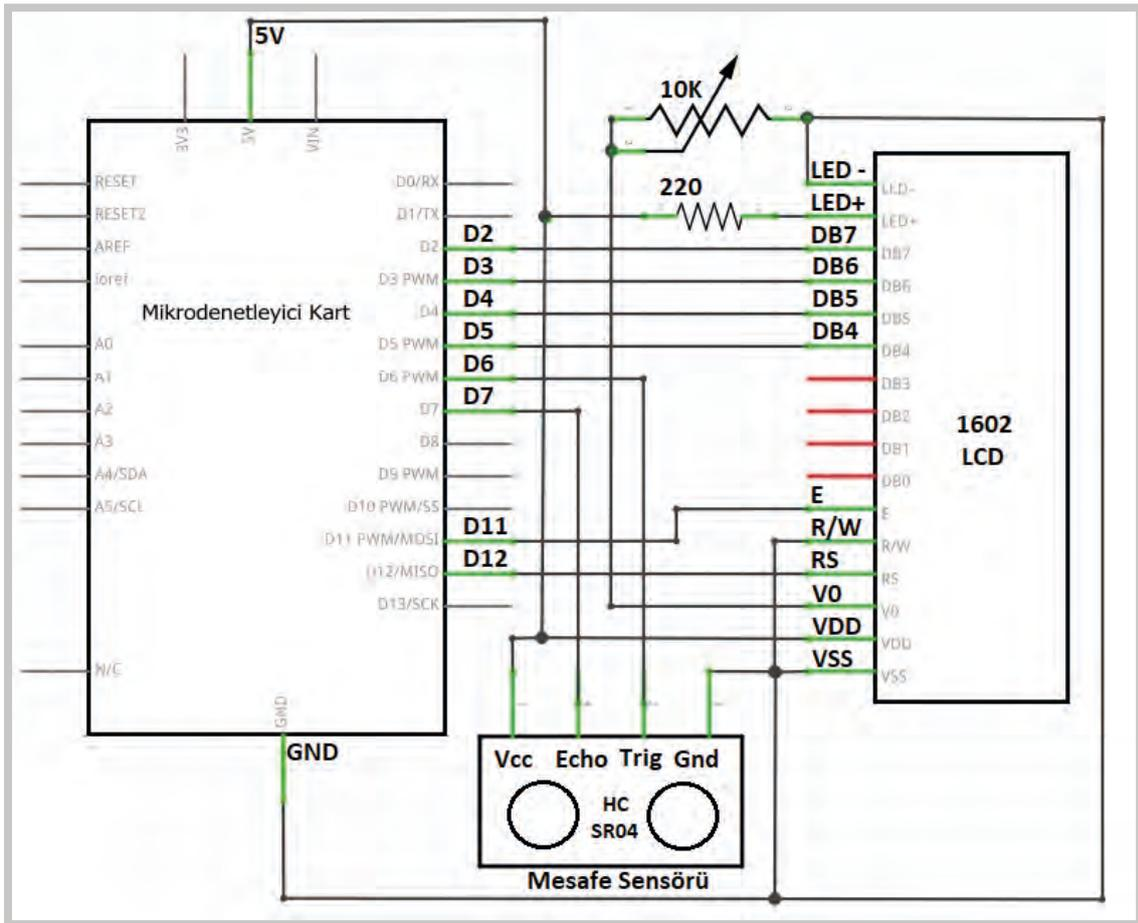 5V
3V3
5V
VIN
10K
RESET
RESET2
AREF
ioref
A0
A1
A2
A3
A4/SDA
A5/SCL
N/C
Mikrodenetleyici Kart
D0/RX
D1/TX
D2
D3 PWM
D4
D5 PWM
D6 PWM
D7
D8
D9 PWM
D10 PWM/SS
D11 PWM/MOSI
D12/MISO
D13/SCK
D2
D3
D4
D5
D6
D7
D11
D12
220
LED -
LED+
DB7
DB6
DB5
DB4
E
R/W
RS
V0
VDD
VSS
LED-
LED+
DB7
DB6
DB5
DB4
DB3
DB2
DB1
DB0
E
R/W
RS
V0
VDD
VSS
1602
LCD
GND
GND
Vcc Echo Trig Gnd
HC
SR04
Mesafe Sensörü